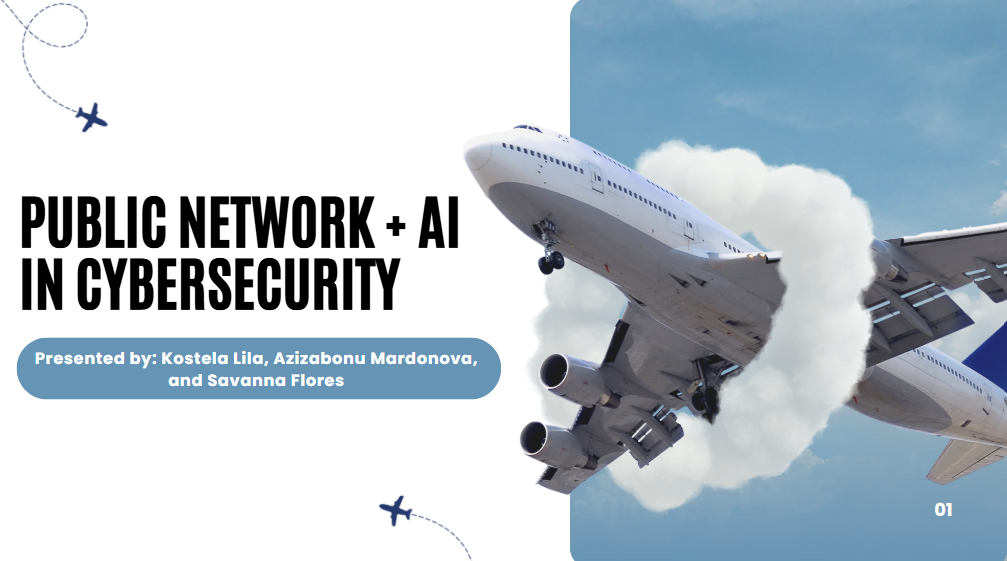 PUBLIC NETWORK + AI
IN CYBERSECURITY
Presented by: Kostela Lila, Azizabonu Mardonova,
and Savanna Flores
01